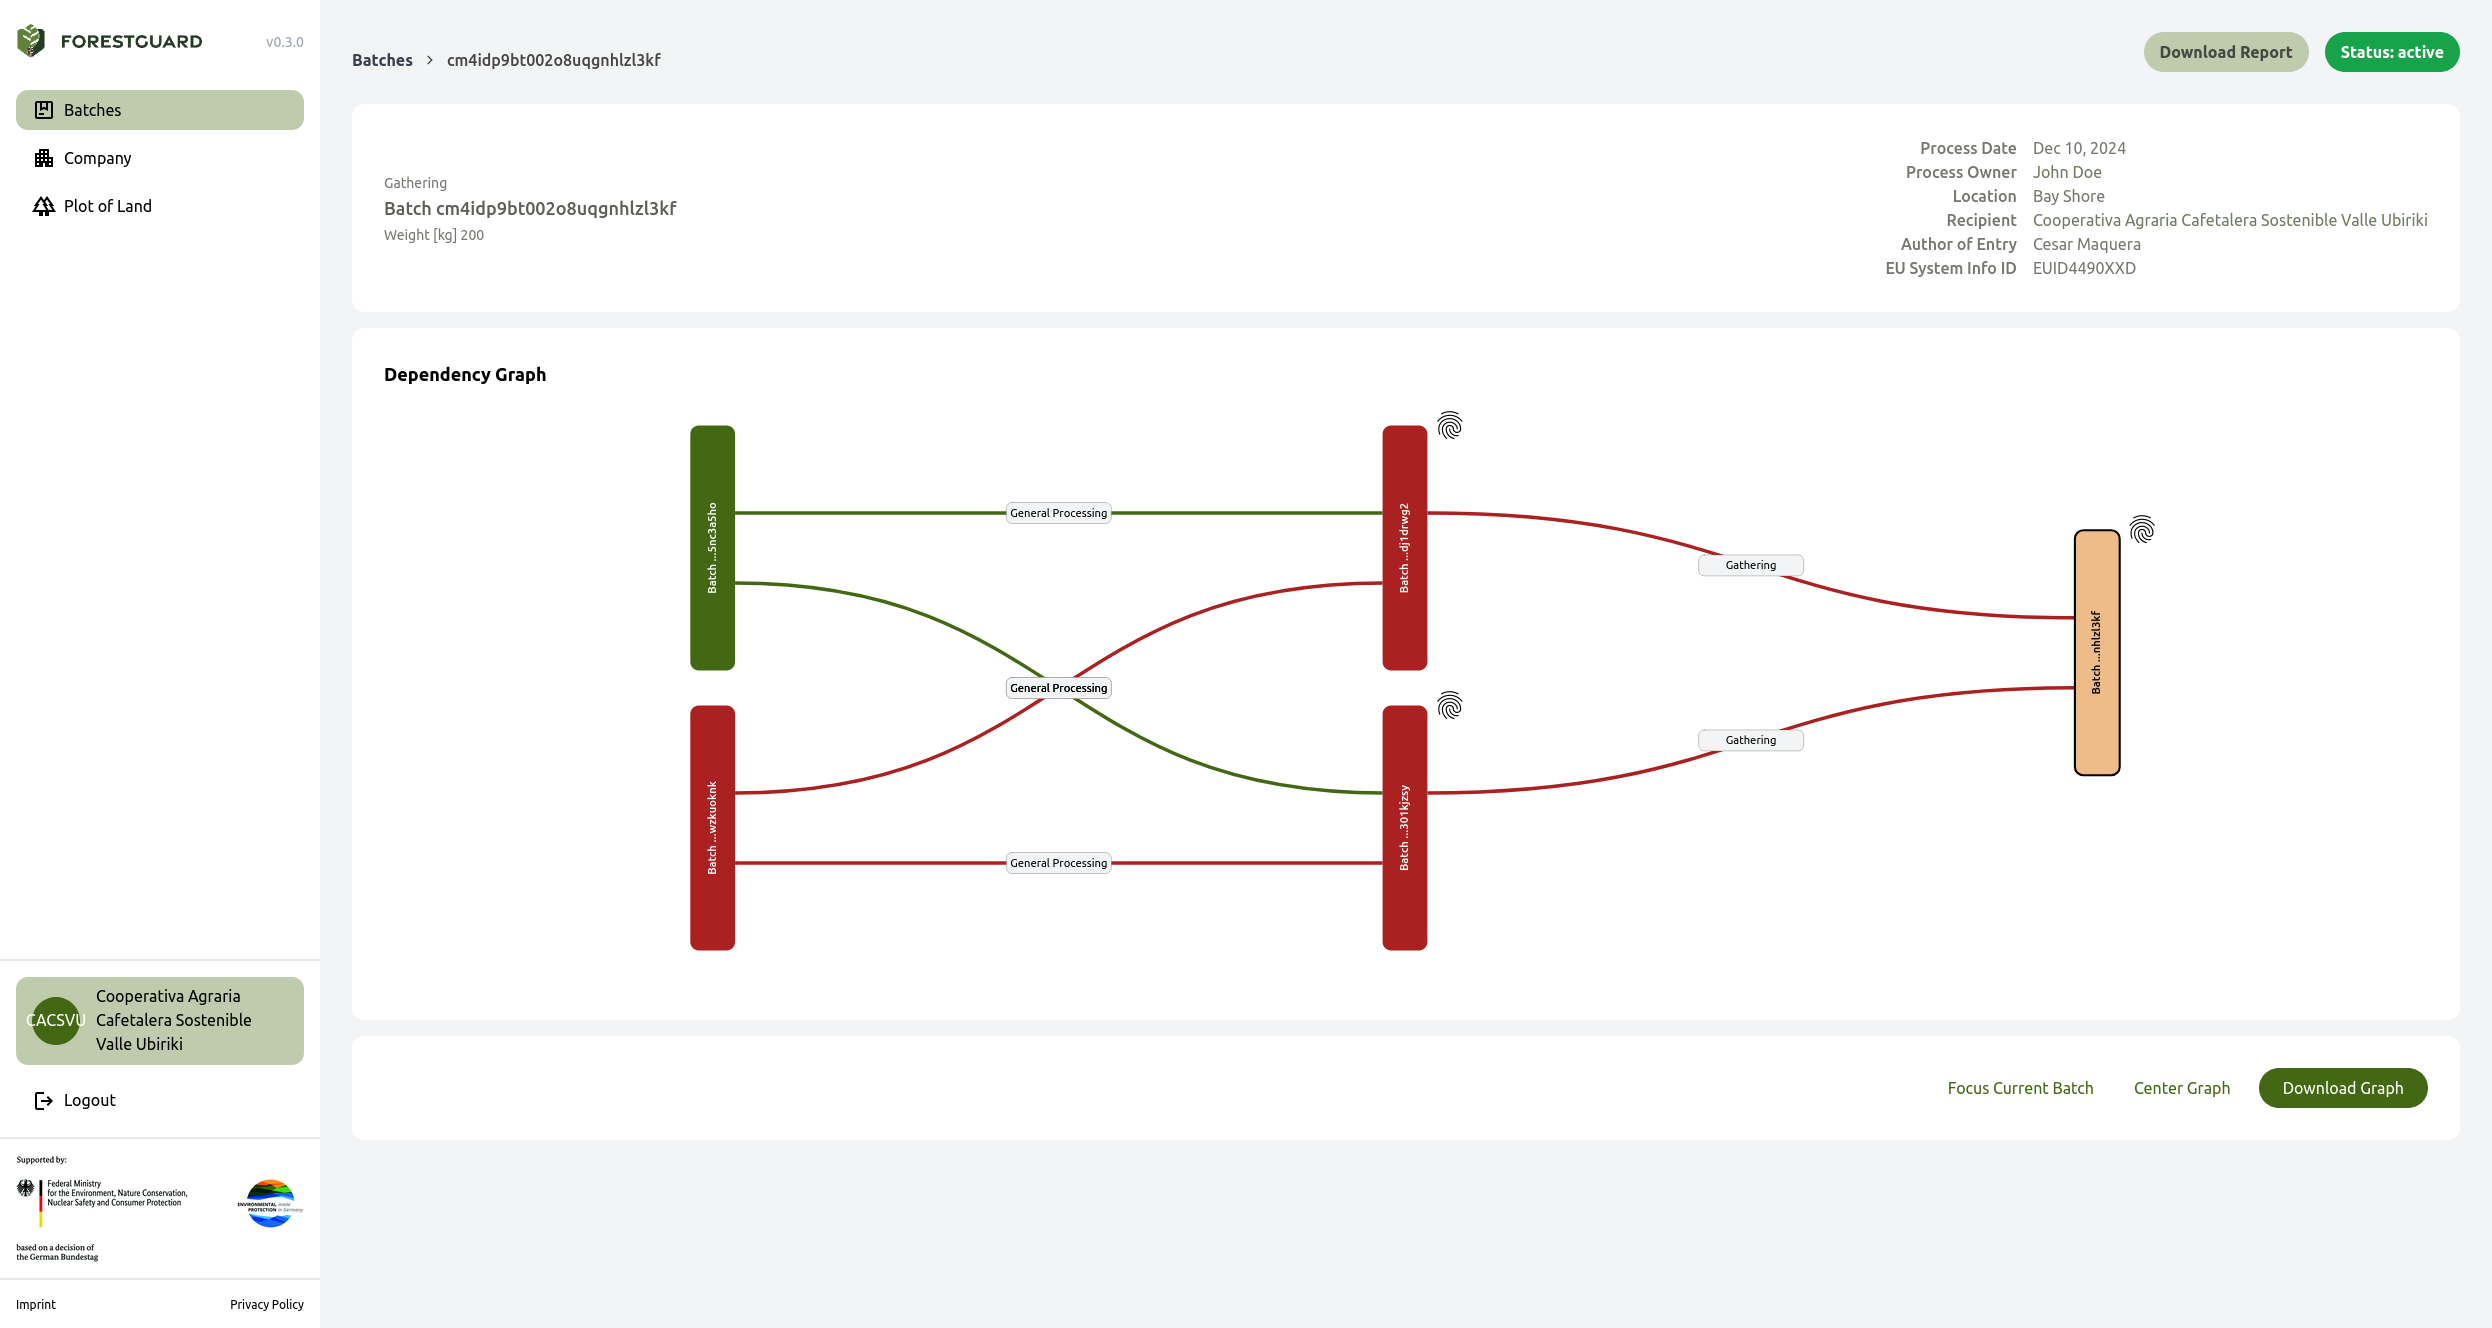 FORESTGUARD
v0.3.0
Batches
Company
Plot of Land
Cooperativa Agraria
Cafetalera Sostenible
Valle Ubiriki
CACSVU
Logout
Supported by:
Federal Ministry
for the Environment, Nature Conservation,
Nuclear Safety and Consumer Protection
ENVIRONMENTAL made
PROTECTION in Germany
based on a decision of
the German Bundestag
Imprint
Privacy Policy
Batches > cm4idp9bt002o8uqgnhlzl3kf
Download Report
Status: active
Gathering
Batch cm4idp9bt002o8uqgnhlzl3kf
Weight [kg] 200
Process Date Dec 10, 2024
Process Owner John Doe
Location Bay Shore
Recipient Cooperativa Agraria Cafetalera Sostenible Valle Ubiriki
Author of Entry Cesar Maquera
EU System Info ID EUID4490XXD
Dependency Graph
Batch ...5nc3a5ho
Batch ...wzkuoknk
General Processing
General Processing
General Processing
Batch ...dj1drwg2
Batch ...301kjzsy
Gathering
Gathering
Batch ...nhlzl3kf
Focus Current Batch
Center Graph
Download Graph